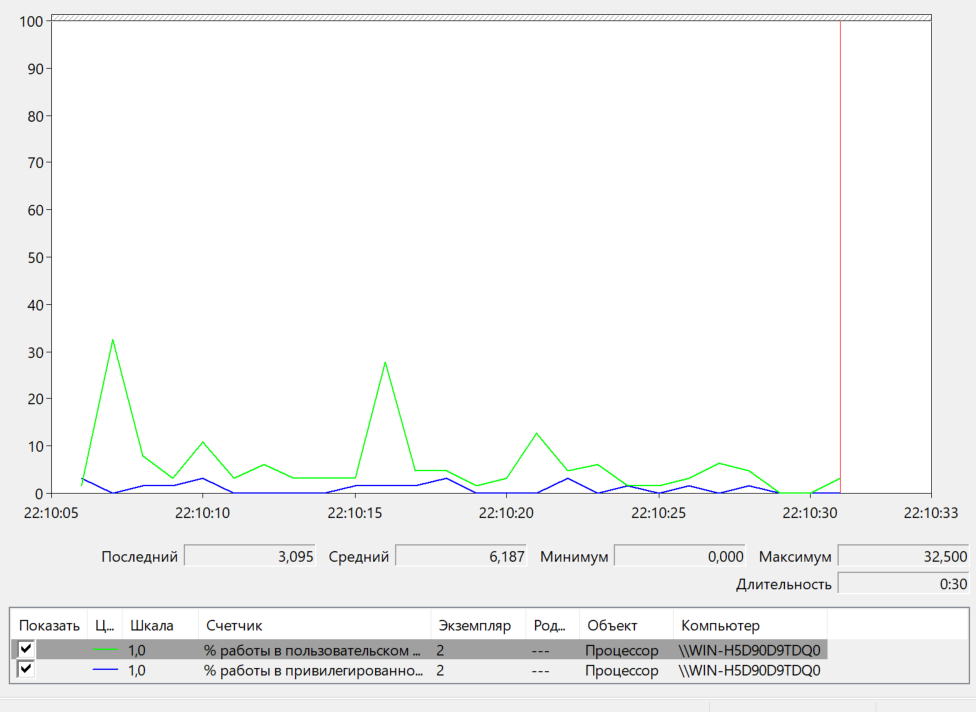 100
90
80
70
60
50
40
30
20
10
0
22:10:05 22:10:10 22:10:15 22:10:20 22:10:25 22:10:30 22:10:33
Последний 3,095 Средний 6,187 Минимум 0,000 Максимум 32,500
Длительность 0:30
Показать Ц... Шкала Счетчик Экземпляр Род... Объект Компьютер
1,0 % работы в пользовательском ... 2 --- Процессор \\WIN-H5D90D9TDQ0
1,0 % работы в привилегированно... 2 --- Процессор \\WIN-H5D90D9TDQ0